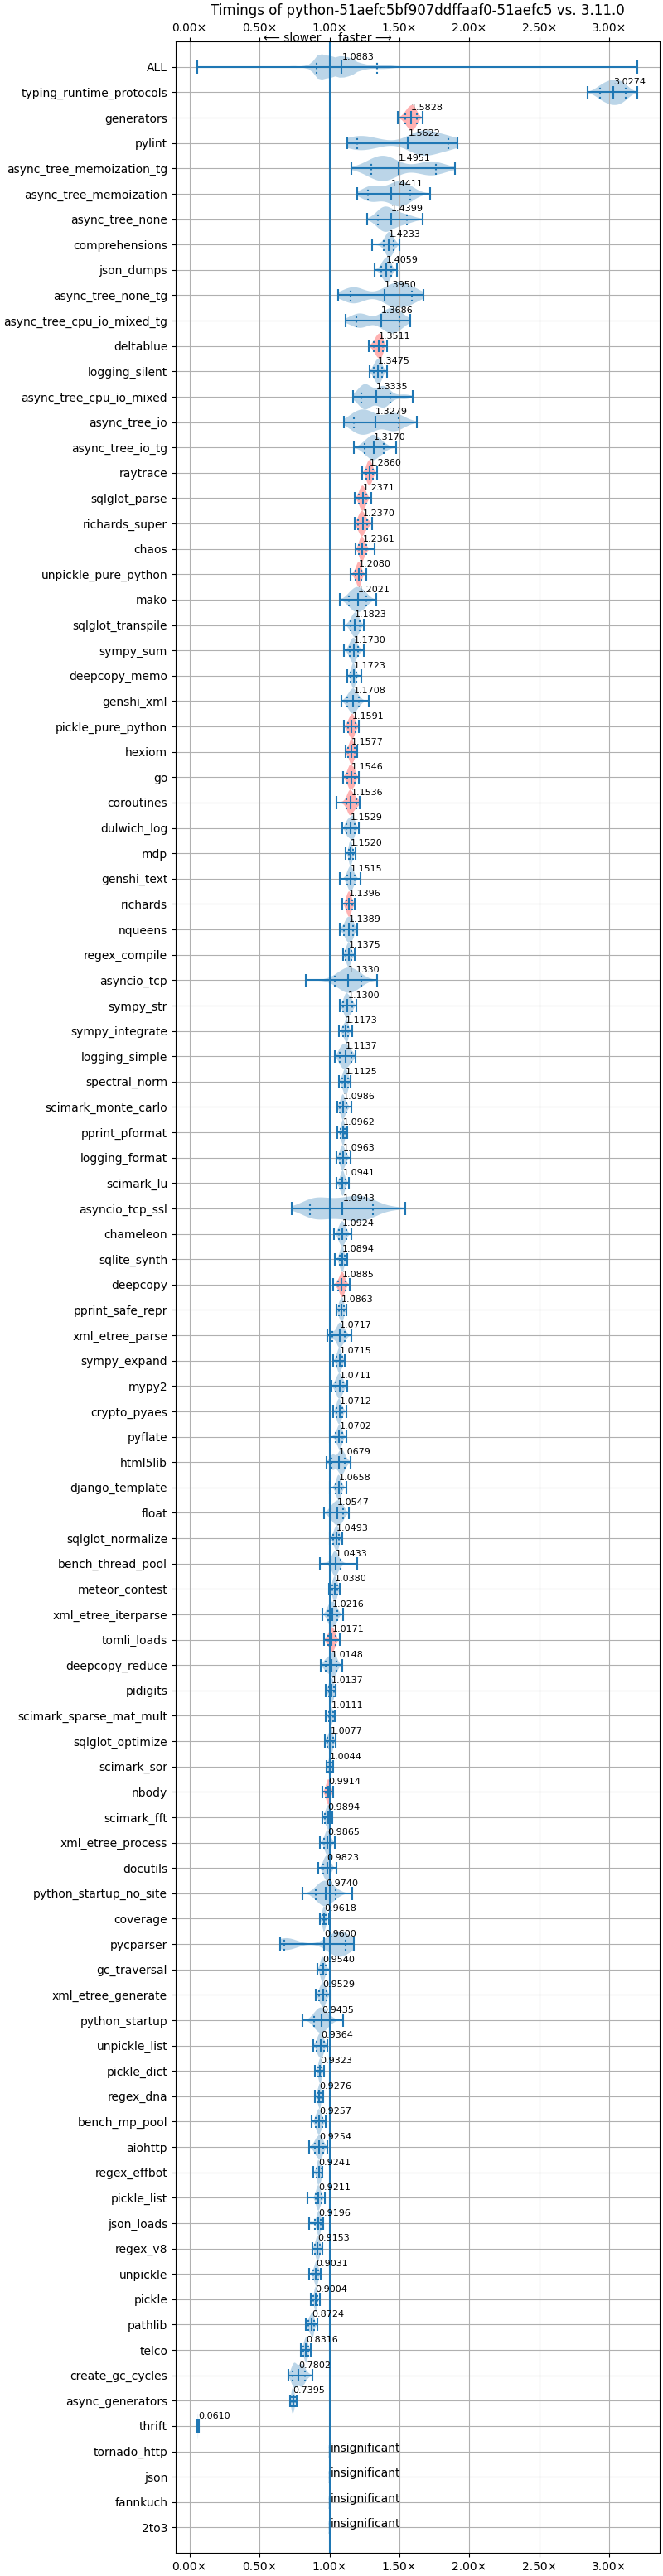 Timings of python-51aefc5bf907ddffaaf0-51aefc5 vs. 3.11.0
0.00× 0.50× 1.00× 1.50× 2.00× 2.50× 3.00×
⟵ slower faster ⟶
ALL 1.0883
typing_runtime_protocols 3.0274
generators 1.5828
pylint 1.5622
async_tree_memoization_tg 1.4951
async_tree_memoization 1.4411
async_tree_none 1.4399
comprehensions 1.4233
json_dumps 1.4059
async_tree_none_tg 1.3950
async_tree_cpu_io_mixed_tg 1.3686
deltablue 1.3511
logging_silent 1.3475
async_tree_cpu_io_mixed 1.3335
async_tree_io 1.3279
async_tree_io_tg 1.3170
raytrace 1.2860
sqlglot_parse 1.2371
richards_super 1.2370
chaos 1.2361
unpickle_pure_python 1.2080
mako 1.2021
sqlglot_transpile 1.1823
sympy_sum 1.1730
deepcopy_memo 1.1723
genshi_xml 1.1708
pickle_pure_python 1.1591
hexiom 1.1577
go 1.1546
coroutines 1.1536
dulwich_log 1.1529
mdp 1.1520
genshi_text 1.1515
richards 1.1396
nqueens 1.1389
regex_compile 1.1375
asyncio_tcp 1.1330
sympy_str 1.1300
sympy_integrate 1.1173
logging_simple 1.1137
spectral_norm 1.1125
scimark_monte_carlo 1.0986
pprint_pformat 1.0962
logging_format 1.0963
scimark_lu 1.0941
asyncio_tcp_ssl 1.0943
chameleon 1.0924
sqlite_synth 1.0894
deepcopy 1.0885
pprint_safe_repr 1.0863
xml_etree_parse 1.0717
sympy_expand 1.0715
mypy2 1.0711
crypto_pyaes 1.0712
pyflate 1.0702
html5lib 1.0679
django_template 1.0658
float 1.0547
sqlglot_normalize 1.0493
bench_thread_pool 1.0433
meteor_contest 1.0380
xml_etree_iterparse 1.0216
tomli_loads 1.0171
deepcopy_reduce 1.0148
pidigits 1.0137
scimark_sparse_mat_mult 1.0111
sqlglot_optimize 1.0077
scimark_sor 1.0044
nbody 0.9914
scimark_fft 0.9894
xml_etree_process 0.9865
docutils 0.9823
python_startup_no_site 0.9740
coverage 0.9618
pycparser 0.9600
gc_traversal 0.9540
xml_etree_generate 0.9529
python_startup 0.9435
unpickle_list 0.9364
pickle_dict 0.9323
regex_dna 0.9276
bench_mp_pool 0.9257
aiohttp 0.9254
regex_effbot 0.9241
pickle_list 0.9211
json_loads 0.9196
regex_v8 0.9153
unpickle 0.9031
pickle 0.9004
pathlib 0.8724
telco 0.8316
create_gc_cycles 0.7802
async_generators 0.7395
thrift 0.0610
tornado_http insignificant
json insignificant
fannkuch insignificant
2to3 insignificant
0.00× 0.50× 1.00× 1.50× 2.00× 2.50× 3.00×